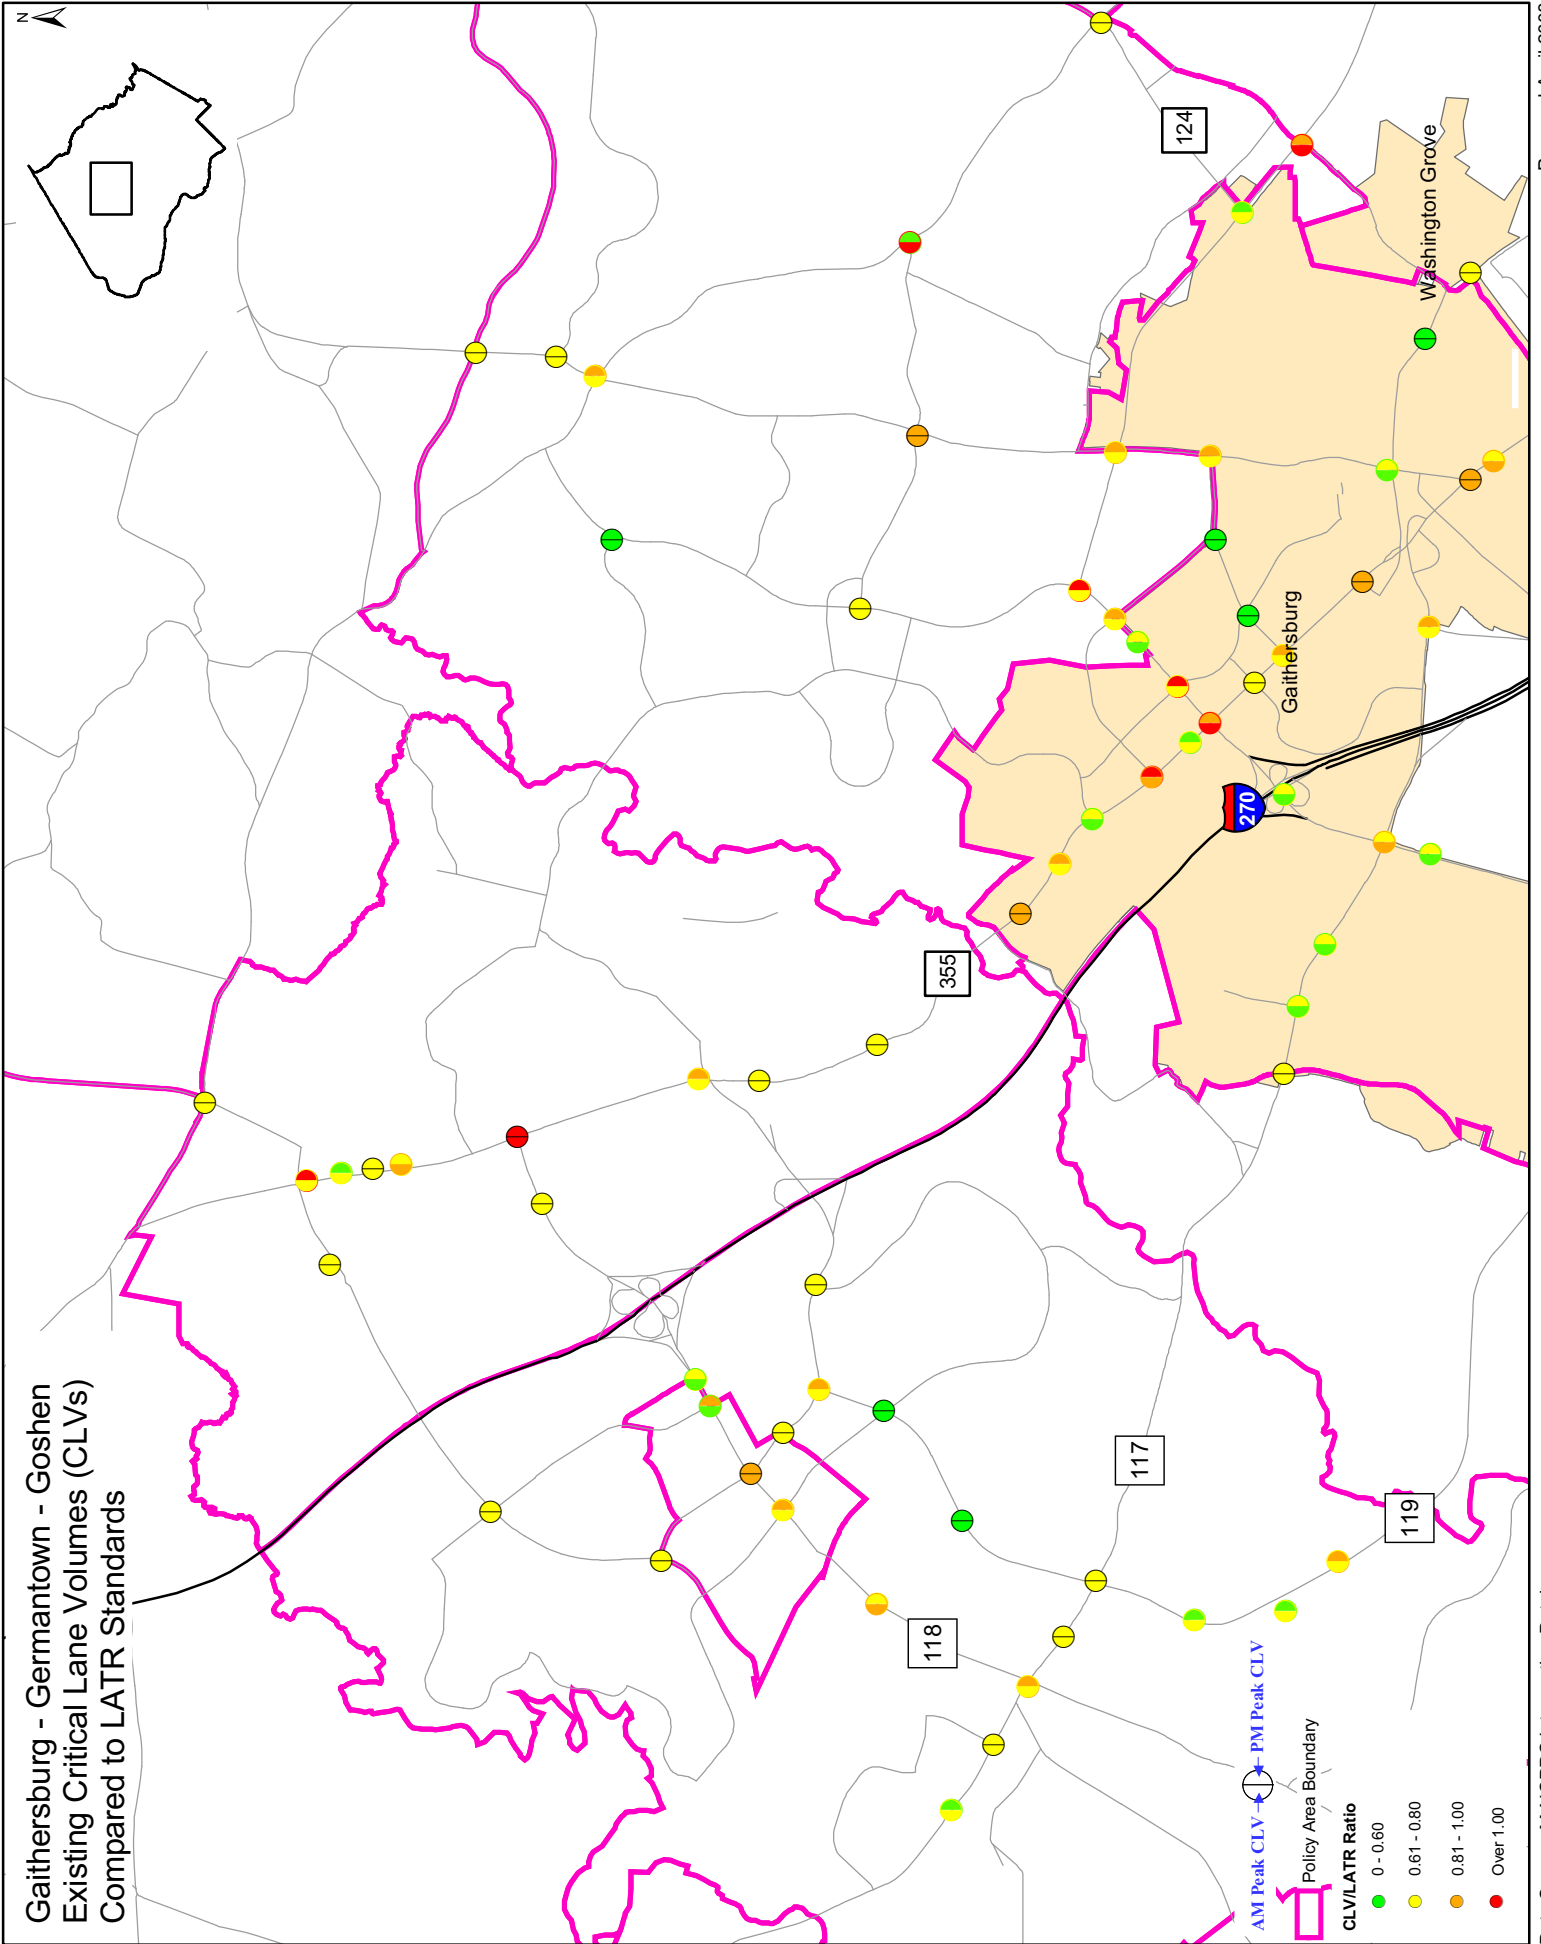 Gaithersburg - Germantown - Goshen
Existing Critical Lane Volumes (CLVs)
Compared to LATR Standards
N
124
Washington Grove
Gaithersburg
270
355
117
119
118
AM Peak CLV
PM Peak CLV
Policy Area Boundary
CLV/LATR Ratio
0 - 0.60
0.61 - 0.80
0.81 - 1.00
Over 1.00